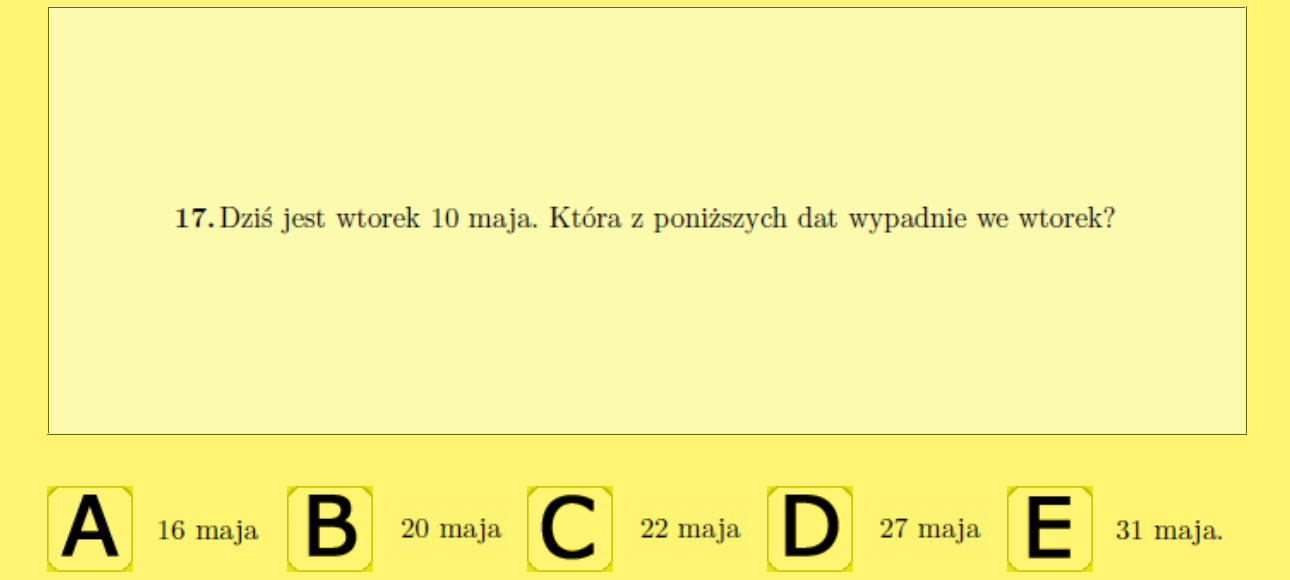 17. Dziś jest wtorek 10 maja. Która z poniższych dat wypadnie we wtorek?
A 16 maja B 20 maja C 22 maja D 27 maja E 31 maja.